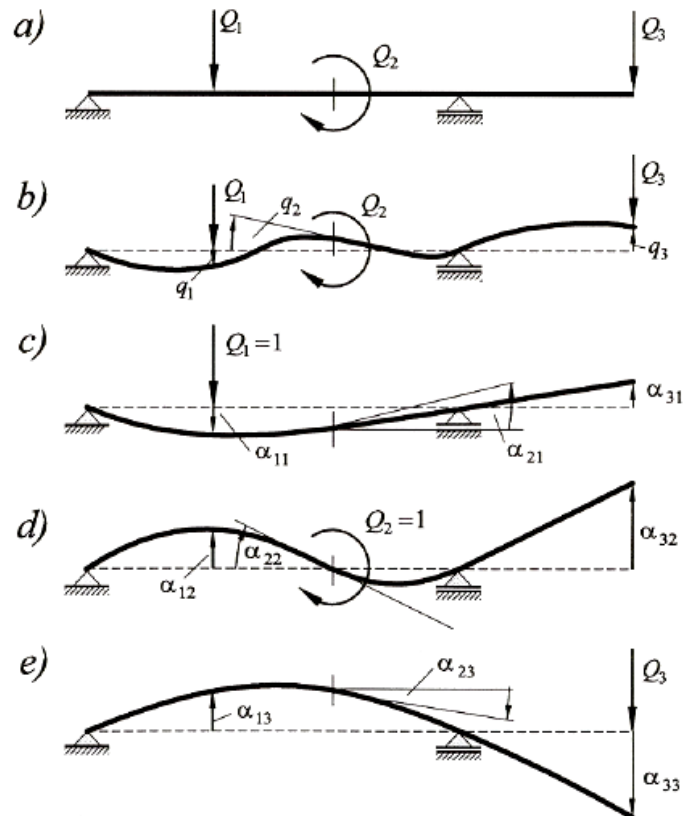 a)
Q₁
Q₂
Q₃
b)
Q₁
q₂
Q₂
Q₃
q₁
q₃
c)
Q₁=1
α₁₁
α₂₁
α₃₁
d)
Q₂=1
α₁₂
α₂₂
α₃₂
e)
α₂₃
Q₃
α₁₃
α₃₃